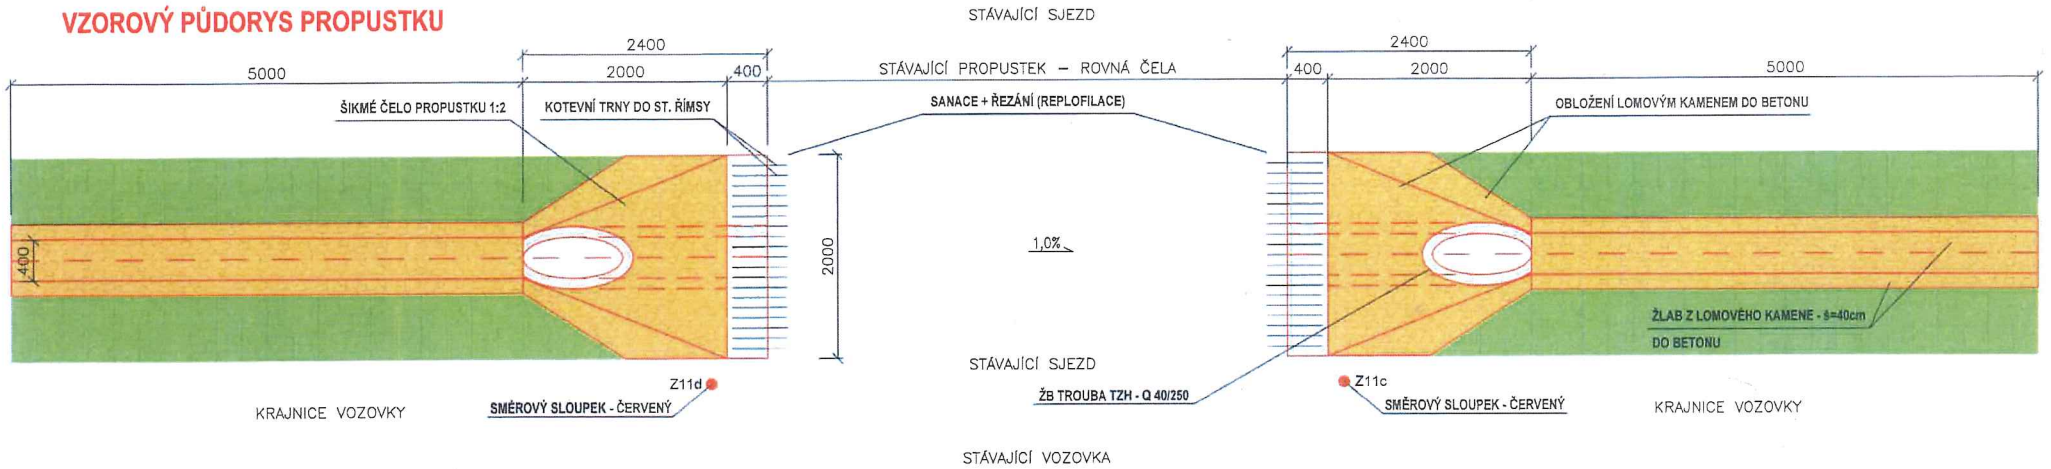 VZOROVÝ PŮDORYS PROPUSTKU
STÁVAJÍCÍ SJEZD
2400
2400
5000
2000
400
STÁVAJÍCÍ PROPUSTEK – ROVNÁ ČELA
400
2000
5000
ŠIKMÉ ČELO PROPUSTKU 1:2
KOTEVNÍ TRNY DO ST. ŘÍMSY
SANACE + ŘEZÁNÍ (REPLOFILACE)
OBLOŽENÍ LOMOVÝM KAMENEM DO BETONU
400
2000
1,0%
ŽLAB Z LOMOVÉHO KAMENE - š=40cm
DO BETONU
STÁVAJÍCÍ SJEZD
Z11d
Z11c
ŽB TROUBA TZH - Q 40/250
SMĚROVÝ SLOUPEK - ČERVENÝ
SMĚROVÝ SLOUPEK - ČERVENÝ
KRAJNICE VOZOVKY
KRAJNICE VOZOVKY
STÁVAJÍCÍ VOZOVKA